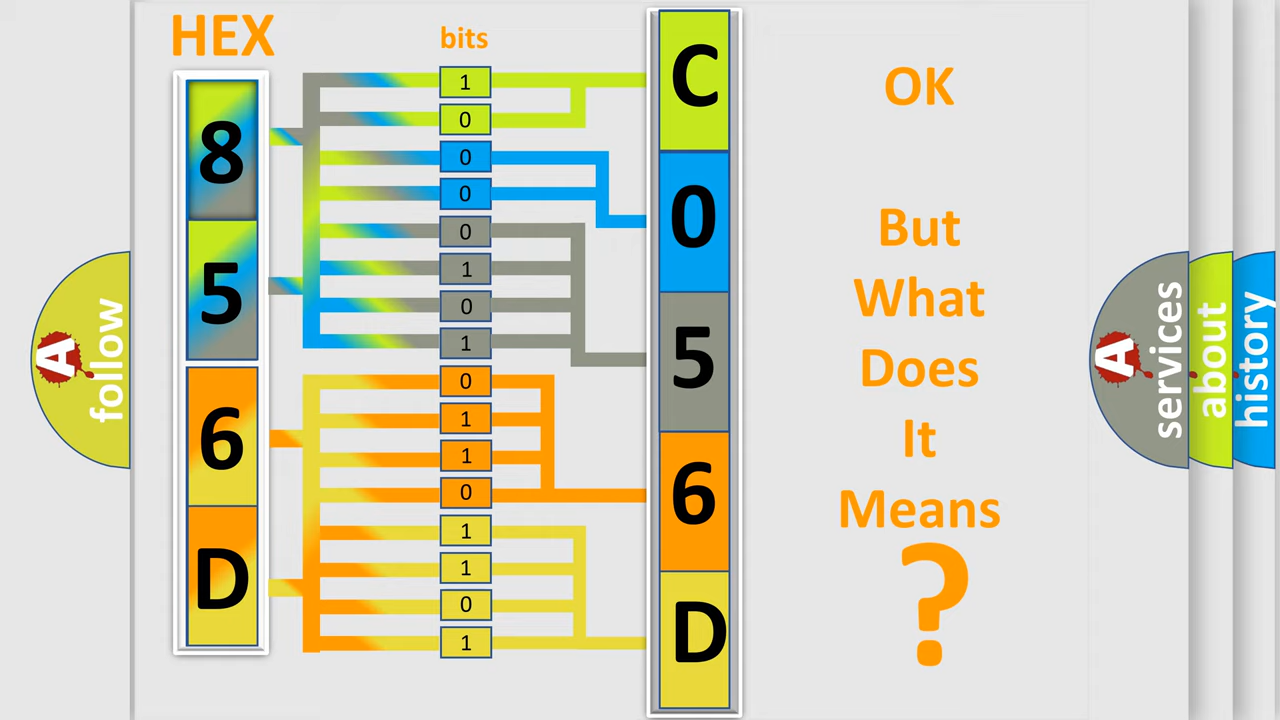 HEX
bits
8
5
6
D
1
0
0
0
0
1
0
1
0
1
1
0
1
1
0
1
C
0
5
6
D
OK
But
What
Does
It
Means
?
A
follow
A
services
about
history